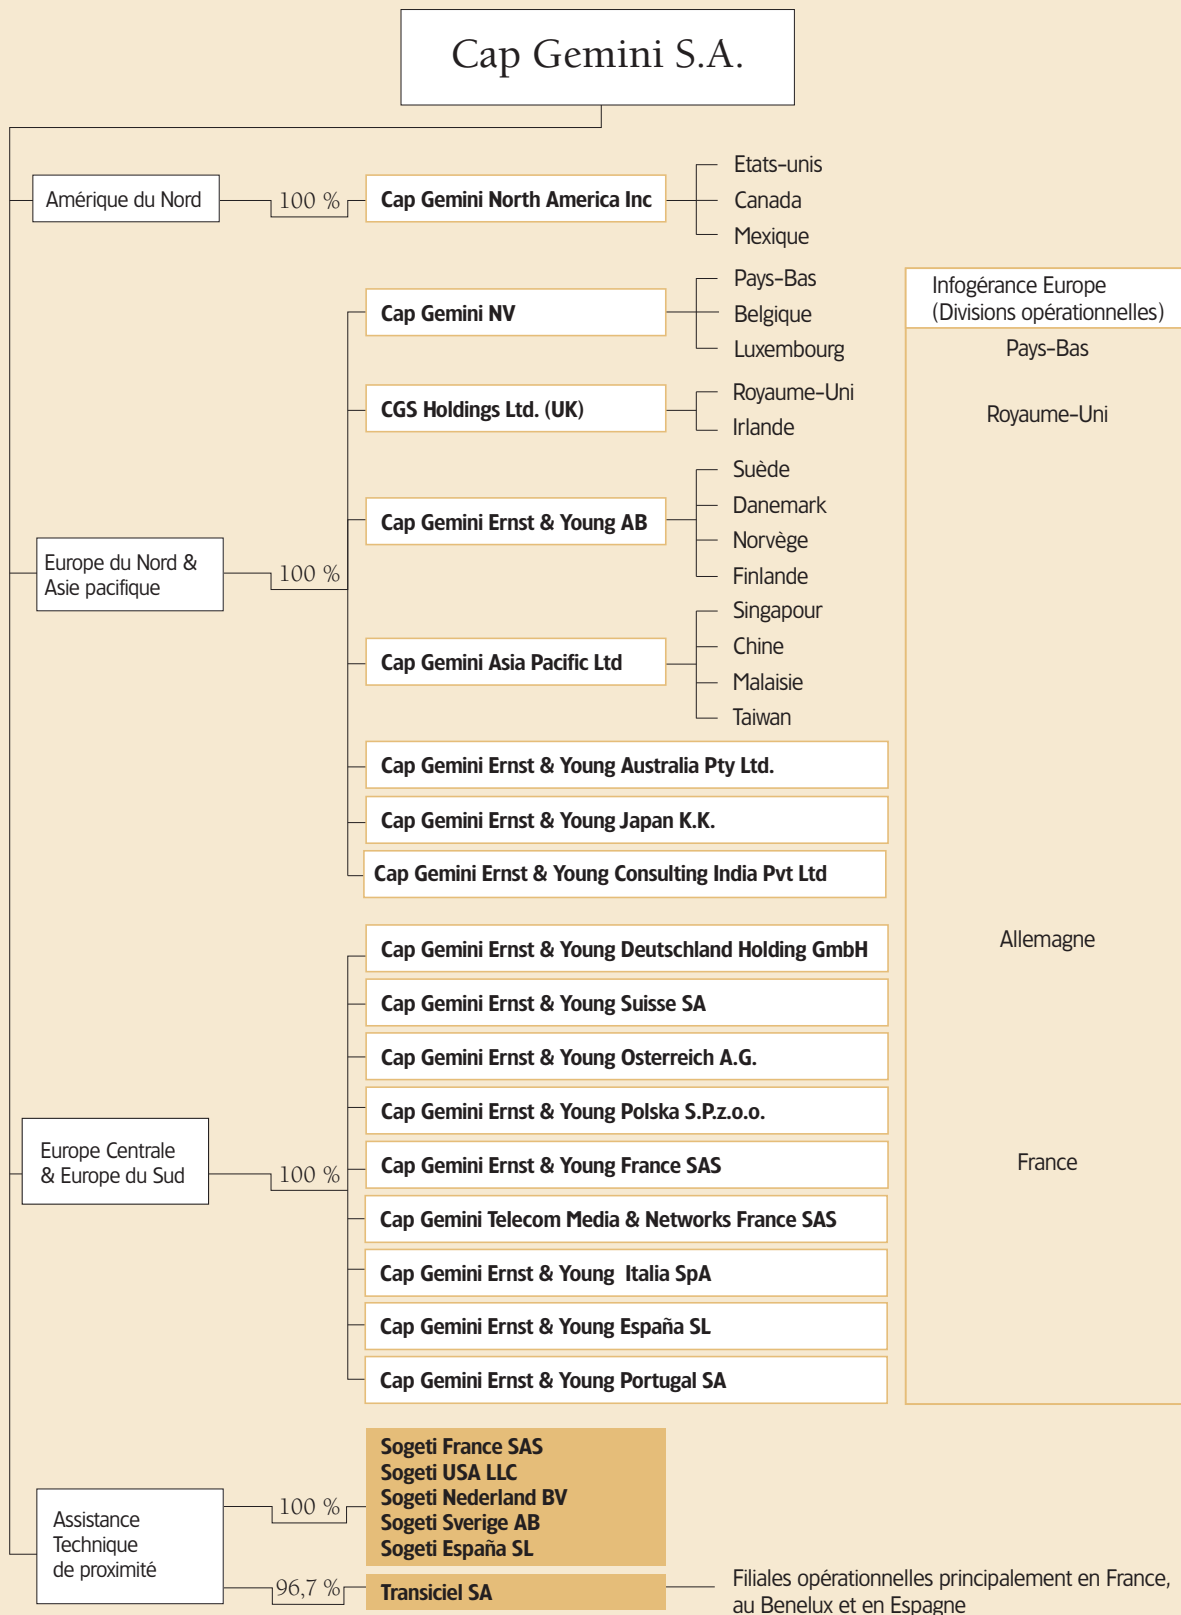 Cap Gemini S.A.
Amérique du Nord
100 %
Cap Gemini North America Inc
Etats-unis
Canada
Mexique
Infogérance Europe
(Divisions opérationnelles)
Pays-Bas
Royaume-Uni
Allemagne
France
Europe du Nord &
Asie pacifique
100 %
Cap Gemini NV
Pays-Bas
Belgique
Luxembourg
CGS Holdings Ltd. (UK)
Royaume-Uni
Irlande
Cap Gemini Ernst & Young AB
Suède
Danemark
Norvège
Finlande
Cap Gemini Asia Pacific Ltd
Singapour
Chine
Malaisie
Taiwan
Cap Gemini Ernst & Young Australia Pty Ltd.
Cap Gemini Ernst & Young Japan K.K.
Cap Gemini Ernst & Young Consulting India Pvt Ltd
Europe Centrale
& Europe du Sud
100 %
Cap Gemini Ernst & Young Deutschland Holding GmbH
Cap Gemini Ernst & Young Suisse SA
Cap Gemini Ernst & Young Osterreich A.G.
Cap Gemini Ernst & Young Polska S.P.z.o.o.
Cap Gemini Ernst & Young France SAS
Cap Gemini Telecom Media & Networks France SAS
Cap Gemini Ernst & Young Italia SpA
Cap Gemini Ernst & Young España SL
Cap Gemini Ernst & Young Portugal SA
Assistance
Technique
de proximité
100 %
Sogeti France SAS
Sogeti USA LLC
Sogeti Nederland BV
Sogeti Sverige AB
Sogeti España SL
96,7 %
Transiciel SA
Filiales opérationnelles principalement en France,
au Benelux et en Espagne